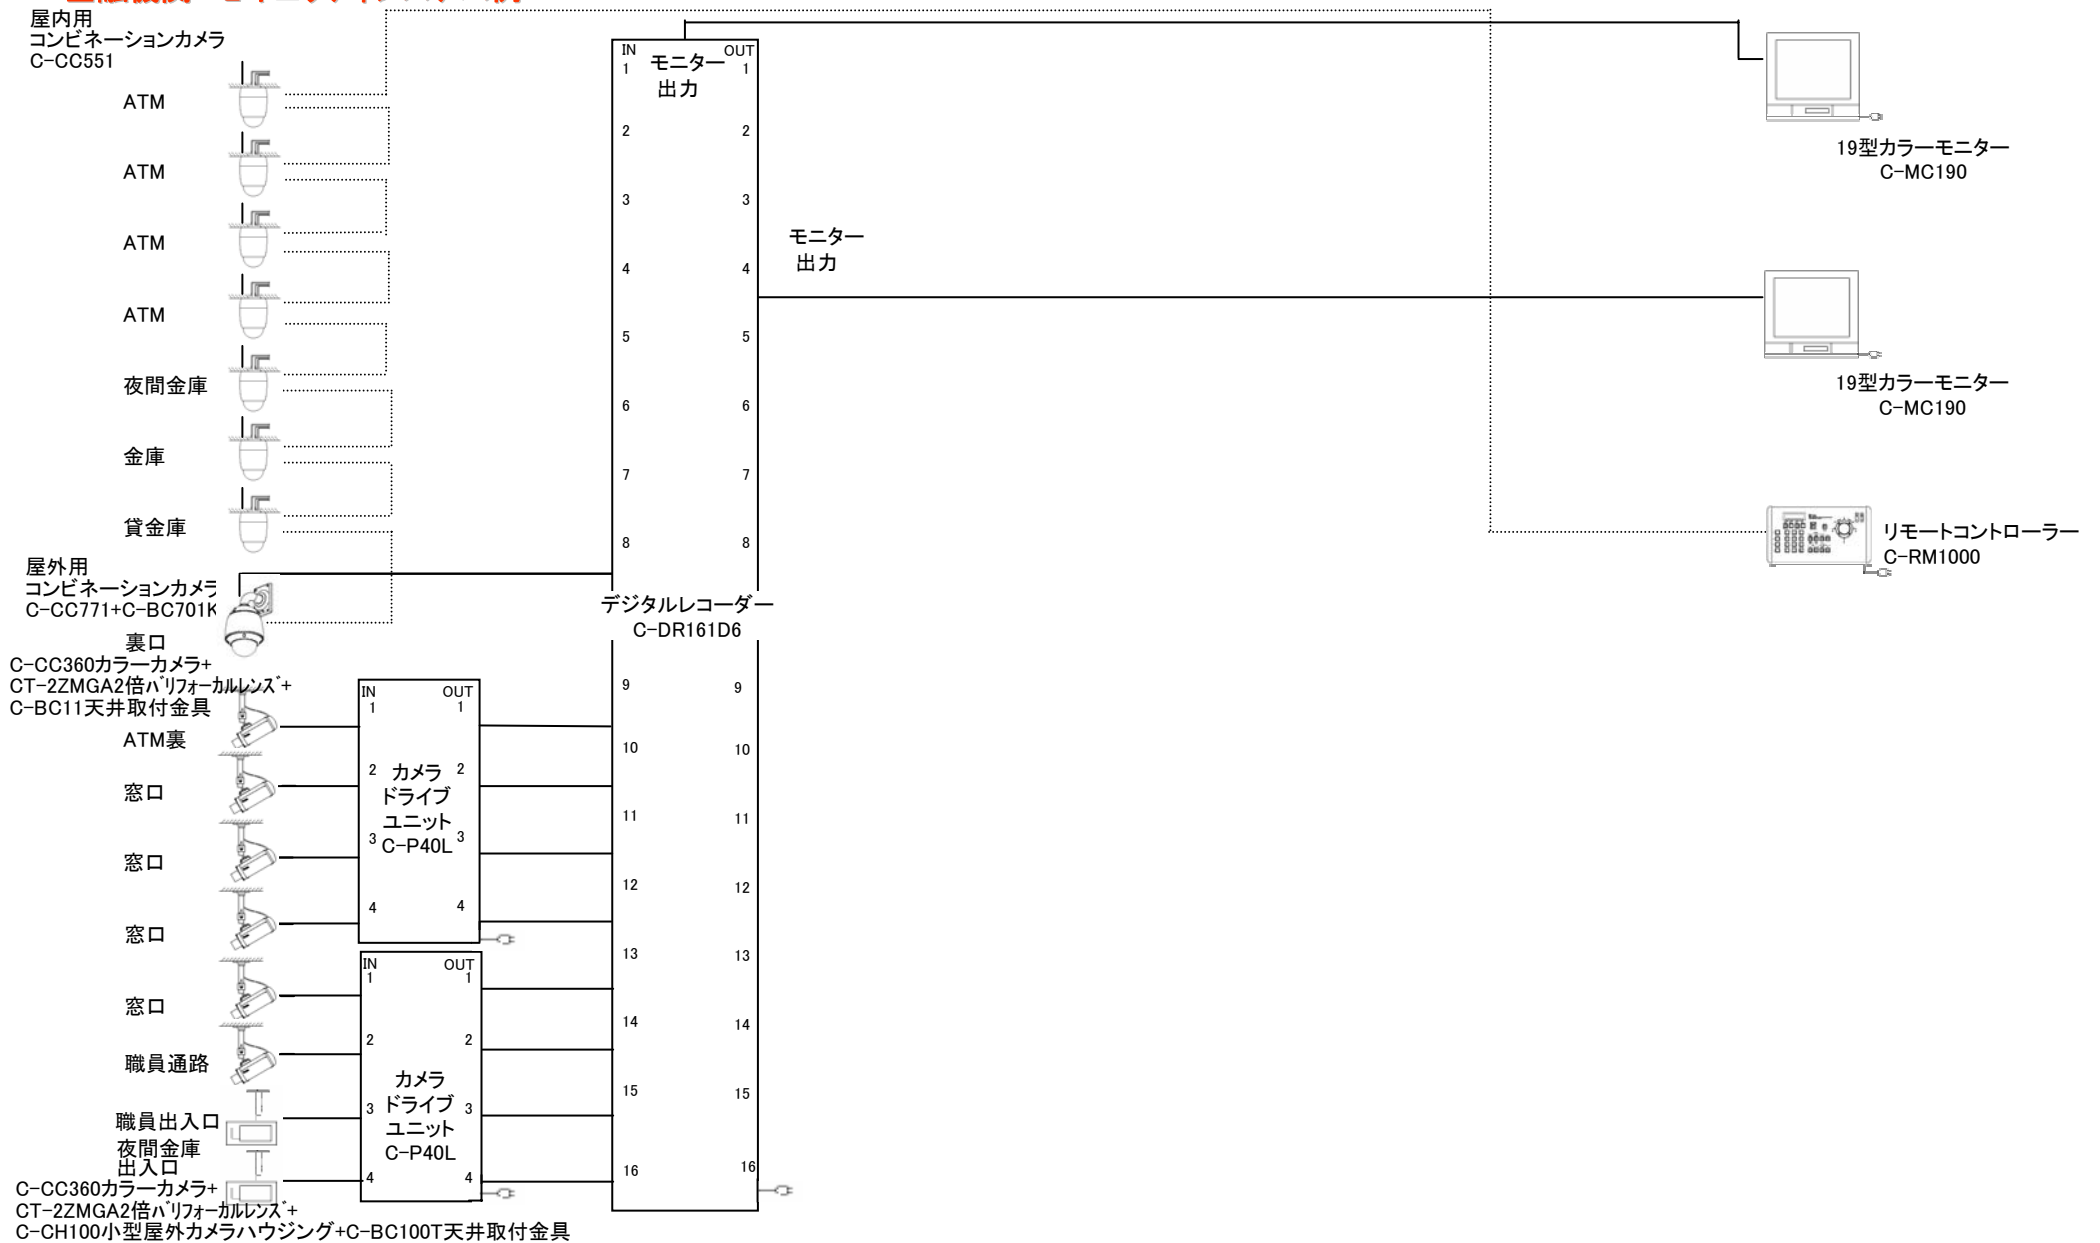 屋内用
コンビネーションカメラ
C-CC551
ATM
ATM
ATM
ATM
夜間金庫
金庫
貸金庫
屋外用
コンビネーションカメラ
C-CC771+C-BC701K
裏口
C-CC360カラーカメラ+
CT-2ZMGA2倍バリフォーカルレンズ+
C-BC11天井取付金具
ATM裏
窓口
窓口
窓口
窓口
職員通路
職員出入口
夜間金庫
出入口
C-CC360カラーカメラ+
CT-2ZMGA2倍バリフォーカルレンズ+
C-CH100小型屋外カメラハウジング+C-BC100T天井取付金具
IN OUT
1 1
2 2
3 3
4 4
カメラ
ドライブ
ユニット
C-P40L
IN OUT
1 1
2 2
3 3
4 4
カメラ
ドライブ
ユニット
C-P40L
IN OUT
モニター
出力
1 1
2 2
3 3
4 4
5 5
6 6
7 7
8 8
デジタルレコーダー
C-DR161D6
9 9
10 10
11 11
12 12
13 13
14 14
15 15
16 16
モニター
出力
19型カラーモニター
C-MC190
19型カラーモニター
C-MC190
リモートコントローラー
C-RM1000